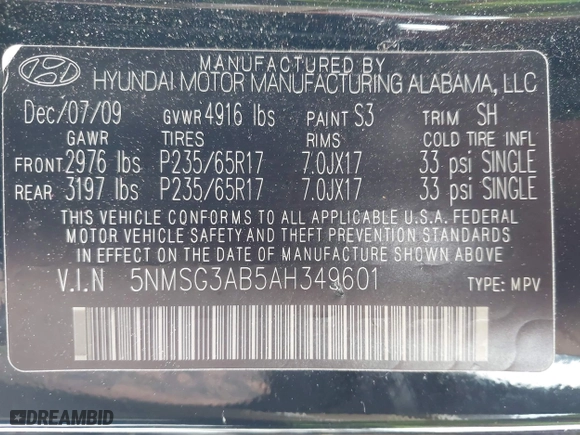 MANUFACTURED BY
HYUNDAI MOTOR MANUFACTURING ALABAMA, LLC
Dec/07/09 GVWR 4916 lbs PAINT S3 TRIM SH
GAWR TIRES RIMS COLD TIRE INFL
FRONT 2976 lbs P235/65R17 7.0JX17 33 psi SINGLE
REAR 3197 lbs P235/65R17 7.0JX17 33 psi SINGLE
THIS VEHICLE CONFORMS TO ALL APPLICABLE U.S.A. FEDERAL
MOTOR VEHICLE SAFETY AND THEFT PREVENTION STANDARDS
IN EFFECT ON THE DATE OF MANUFACTURE SHOWN ABOVE
V.I.N 5NMSG3AB5AH349601 TYPE: MPV
DREAMBID